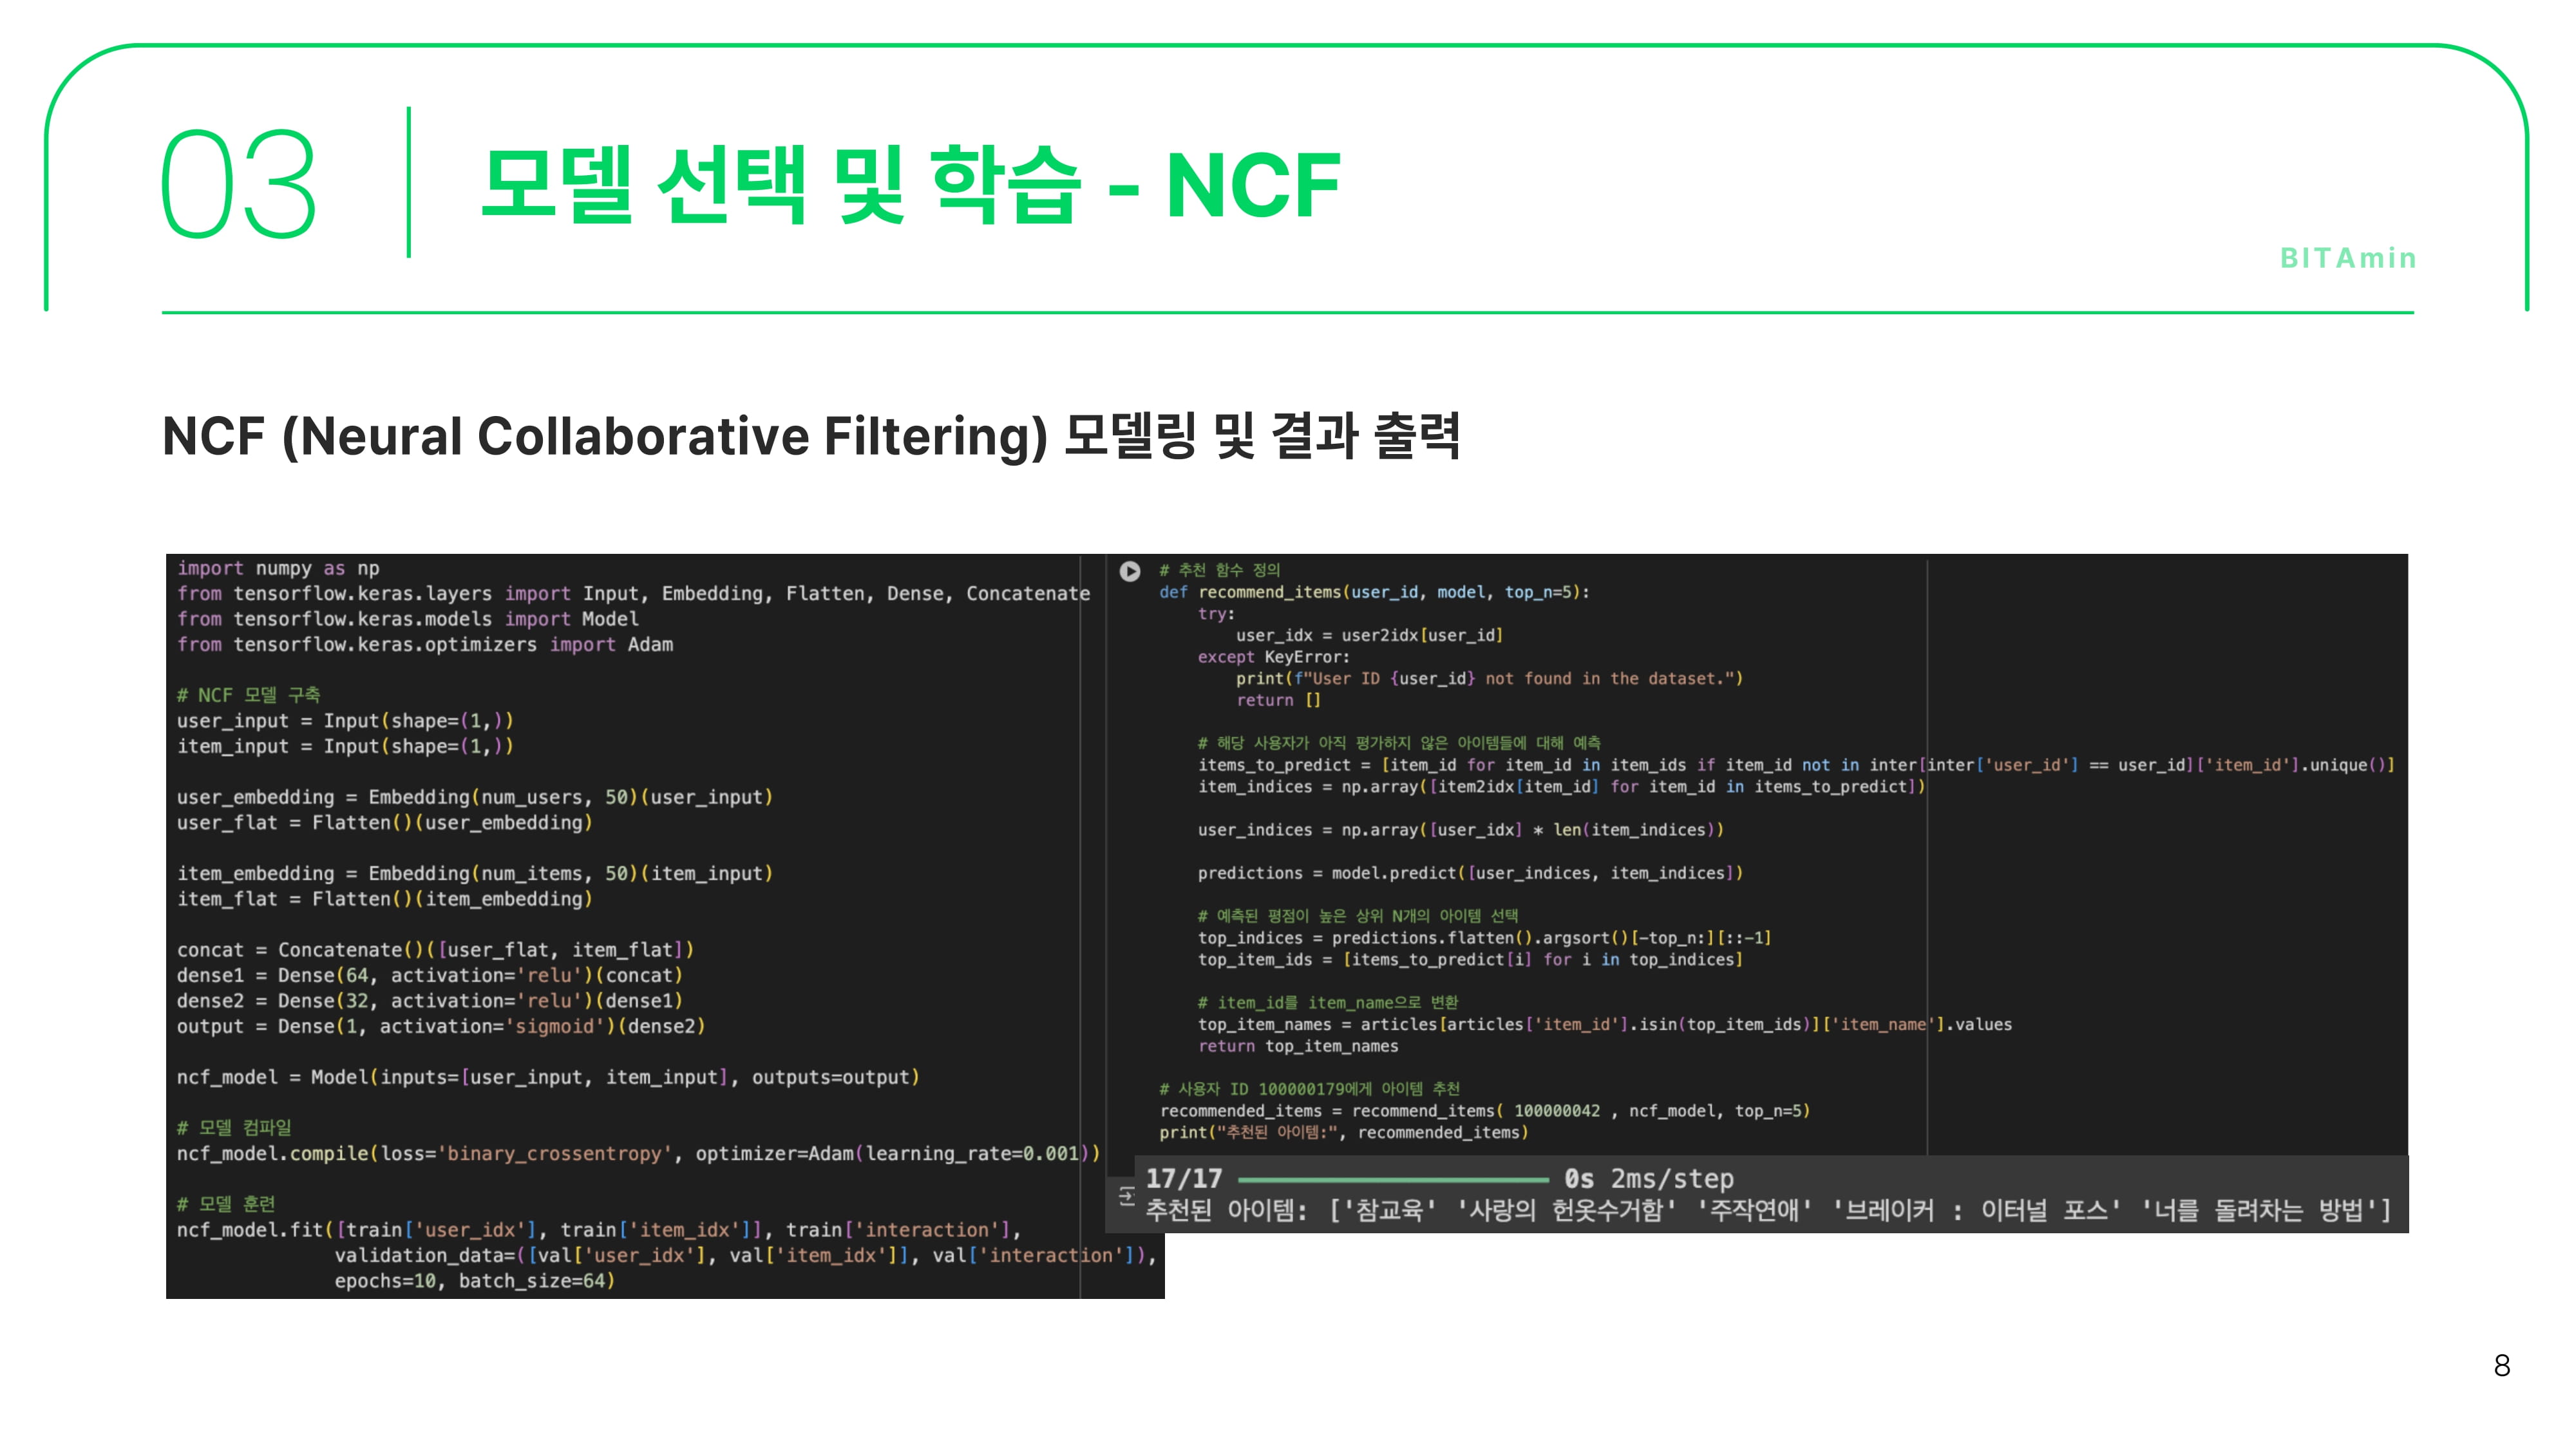 03
모델 선택 및 학습 - NCF
BITAmin
NCF (Neural Collaborative Filtering) 모델링 및 결과 출력
import numpy as np
from tensorflow.keras.layers import Input, Embedding, Flatten, Dense, Concatenate
from tensorflow.keras.models import Model
from tensorflow.keras.optimizers import Adam
# NCF 모델 구축
user_input = Input(shape=(1,))
item_input = Input(shape=(1,))
user_embedding = Embedding(num_users, 50)(user_input)
user_flat = Flatten()(user_embedding)
item_embedding = Embedding(num_items, 50)(item_input)
item_flat = Flatten()(item_embedding)
concat = Concatenate()([user_flat, item_flat])
dense1 = Dense(64, activation='relu')(concat)
dense2 = Dense(32, activation='relu')(dense1)
output = Dense(1, activation='sigmoid')(dense2)
ncf_model = Model(inputs=[user_input, item_input], outputs=output)
# 모델 컴파일
ncf_model.compile(loss='binary_crossentropy', optimizer=Adam(learning_rate=0.001))
# 모델 훈련
ncf_model.fit([train['user_idx'], train['item_idx']], train['interaction'],
validation_data=([val['user_idx'], val['item_idx']], val['interaction']),
epochs=10, batch_size=64)
# 추천 함수 정의
def recommend_items(user_id, model, top_n=5):
try:
user_idx = user2idx[user_id]
except KeyError:
print(f"User ID {user_id} not found in the dataset.")
return []
# 해당 사용자가 아직 평가하지 않은 아이템들에 대해 예측
items_to_predict = [item_id for item_id in item_ids if item_id not in inter[inter['user_id'] == user_id]['item_id'].unique()]
item_indices = np.array([item2idx[item_id] for item_id in items_to_predict])
user_indices = np.array([user_idx] * len(item_indices))
predictions = model.predict([user_indices, item_indices])
# 예측된 평점이 높은 상위 N개의 아이템 선택
top_indices = predictions.flatten().argsort()[-top_n:][::-1]
top_item_ids = [items_to_predict[i] for i in top_indices]
# item_id를 item_name으로 변환
top_item_names = articles[articles['item_id'].isin(top_item_ids)]['item_name'].values
return top_item_names
# 사용자 ID 100000179에게 아이템 추천
recommended_items = recommend_items( 100000042 , ncf_model, top_n=5)
print("추천된 아이템:", recommended_items)
17/17 0s 2ms/step
추천된 아이템: ['참교육' '사랑의 헌옷수거함' '주작연애' '브레이커 : 이터널 포스' '너를 돌려차는 방법']
8